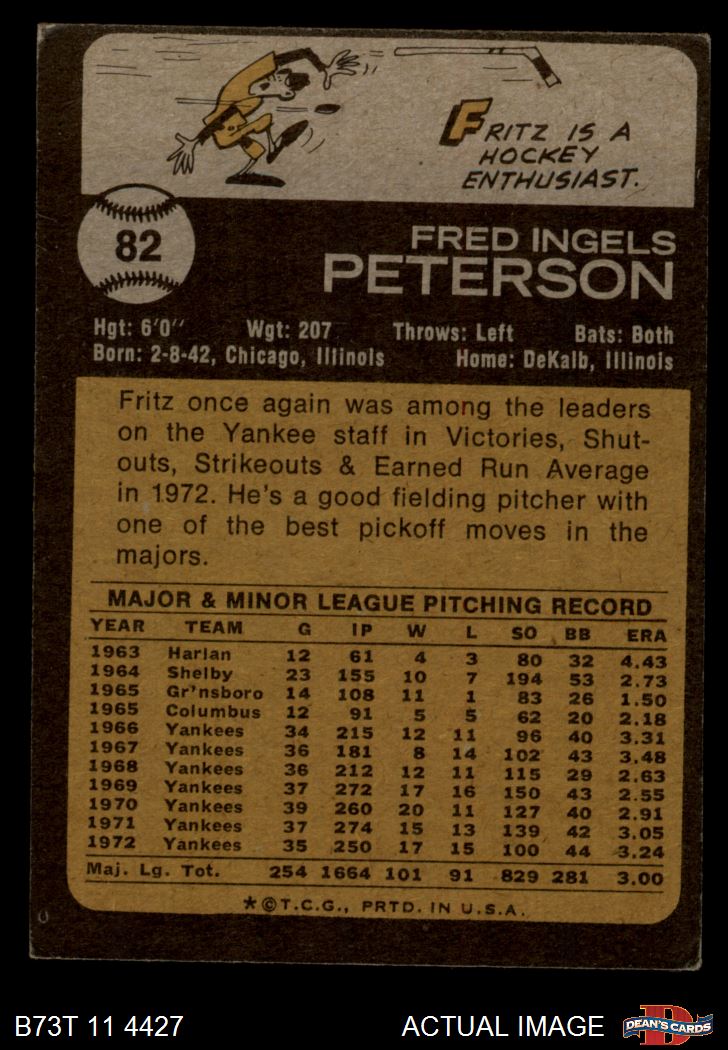 FRITZ IS A
HOCKEY
ENTHUSIAST.
82
FRED INGELS
PETERSON
Hgt: 6'0" Wgt: 207 Throws: Left Bats: Both
Born: 2-8-42, Chicago, Illinois Home: DeKalb, Illinois
Fritz once again was among the leaders
on the Yankee staff in Victories, Shut-
outs, Strikeouts & Earned Run Average
in 1972. He's a good fielding pitcher with
one of the best pickoff moves in the
majors.
MAJOR & MINOR LEAGUE PITCHING RECORD
YEAR TEAM G IP W L SO BB ERA
1963 Harlan 12 61 4 3 80 32 4.43
1964 Shelby 23 155 10 7 194 53 2.73
1965 Gr'nsboro 14 108 11 1 83 26 1.50
1965 Columbus 12 91 5 5 62 20 2.18
1966 Yankees 34 215 12 11 96 40 3.31
1967 Yankees 36 181 8 14 102 43 3.48
1968 Yankees 36 212 12 11 115 29 2.63
1969 Yankees 37 272 17 16 150 43 2.55
1970 Yankees 39 260 20 11 127 40 2.91
1971 Yankees 37 274 15 13 139 42 3.05
1972 Yankees 35 250 17 15 100 44 3.24
Maj. Lg. Tot. 254 1664 101 91 829 281 3.00
*©T.C.G., PRTD. IN U.S.A.
B73T 11 4427 ACTUAL IMAGE D DEAN'S CARDS